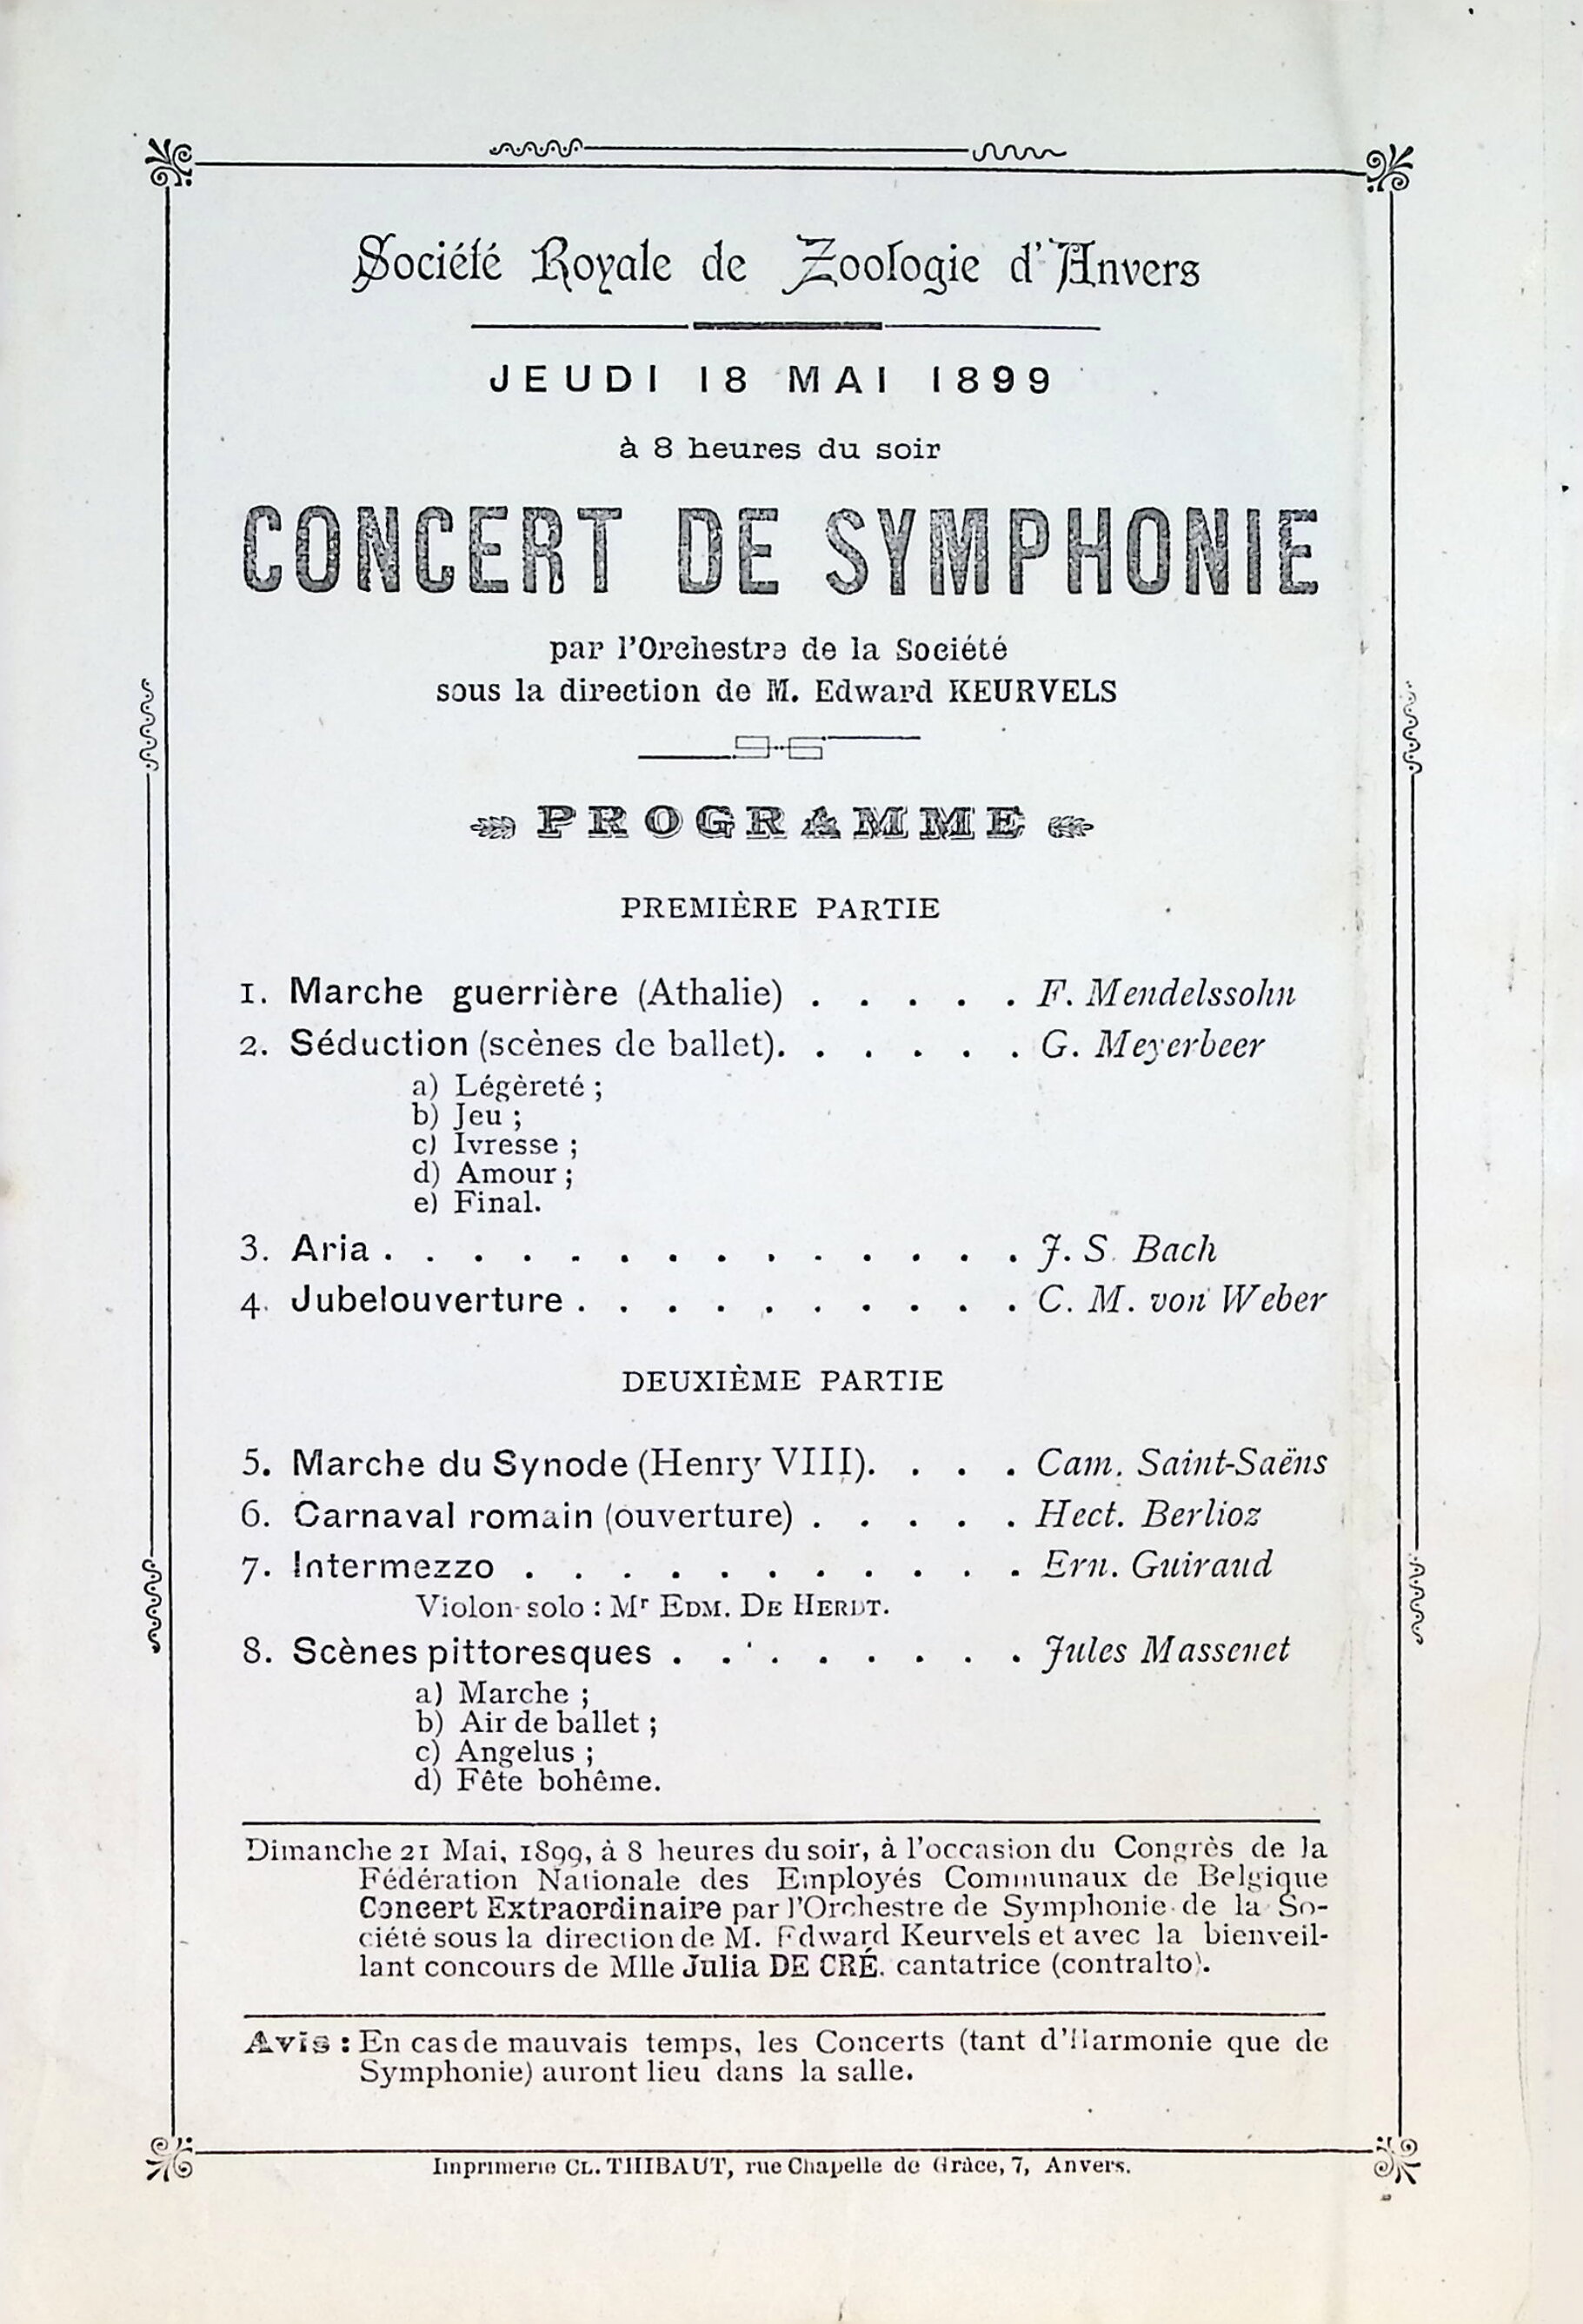 Société Royale de Zoologie d'Anvers
JEUDI 18 MAI 1899
à 8 heures du soir
CONCERT DE SYMPHONIE
par l'Orchestre de la Société
sous la direction de M. Edward KEURVELS
PROGRAMME
PREMIÈRE PARTIE
1. Marche guerrière (Athalie) . . . . . F. Mendelssohn
2. Séduction (scènes de ballet). . . . . . G. Meyerbeer
a) Légèreté ;
b) Jeu ;
c) Ivresse ;
d) Amour ;
e) Final.
3. Aria . . . . . . . . . . . . . . J. S. Bach
4. Jubelouverture . . . . . . . . . . C. M. von Weber
DEUXIÈME PARTIE
5. Marche du Synode (Henry VIII). . . . Cam. Saint-Saëns
6. Carnaval romain (ouverture) . . . . . Hect. Berlioz
7. Intermezzo . . . . . . . . . . . Ern. Guiraud
Violon-solo : Mr EDM. DE HERDT.
8. Scènes pittoresques . . . . . . . . Jules Massenet
a) Marche ;
b) Air de ballet ;
c) Angelus ;
d) Fête bohême.
Dimanche 21 Mai, 1899, à 8 heures du soir, à l'occasion du Congrès de la
Fédération Nationale des Employés Communaux de Belgique
Concert Extraordinaire par l'Orchestre de Symphonie de la So-
ciété sous la direction de M. Edward Keurvels et avec la bienveil-
lant concours de Mlle Julia DE CRÉ. cantatrice (contralto).
Avis : En cas de mauvais temps, les Concerts (tant d'Harmonie que de
Symphonie) auront lieu dans la salle.
Imprimerie CL. THIBAUT, rue Chapelle de Grâce, 7, Anvers.